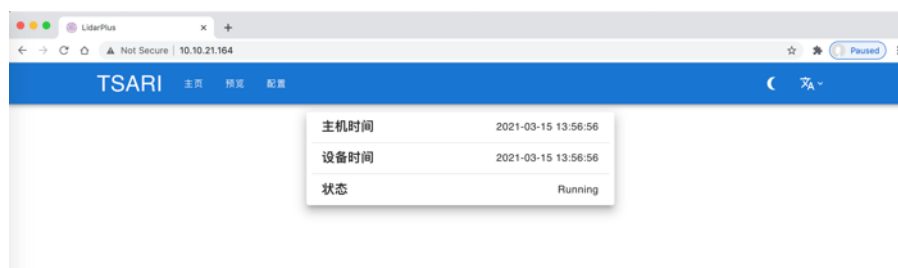 LidarPlus
Not Secure | 10.10.21.164
Paused
TSARI 主页 预览 配置
主机时间 2021-03-15 13:56:56
设备时间 2021-03-15 13:56:56
状态 Running